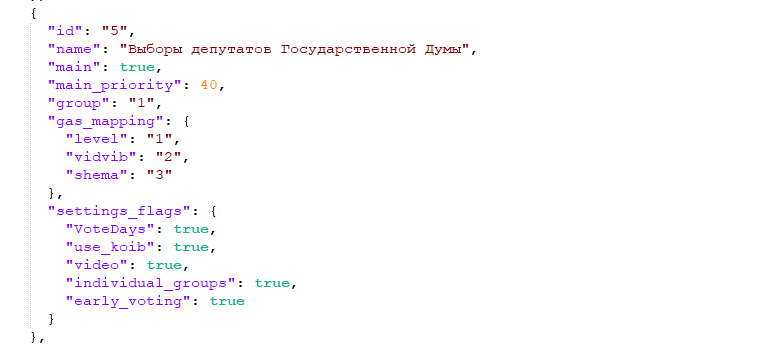 {
"id": "5",
"name": "Выборы депутатов Государственной Думы",
"main": true,
"main_priority": 40,
"group": "1",
"gas_mapping": {
"level": "1",
"vidvib": "2",
"shema": "3"
},
"settings_flags": {
"VoteDays": true,
"use_koib": true,
"video": true,
"individual_groups": true,
"early_voting": true
}
},